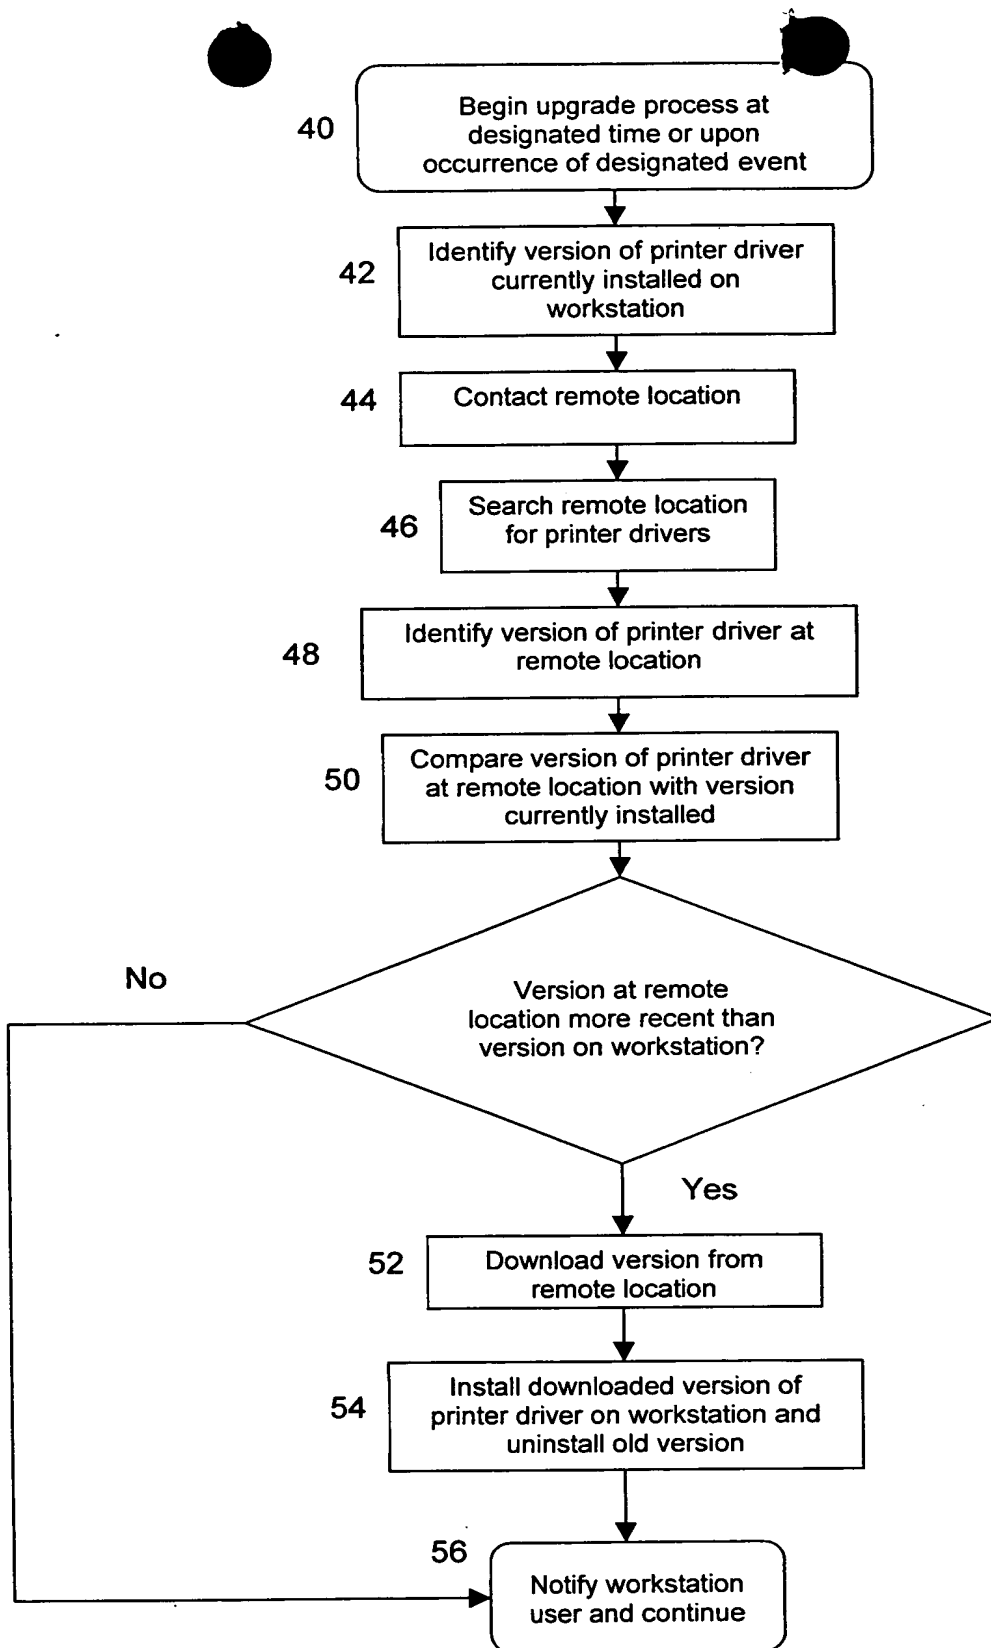 40
Begin upgrade process at
designated time or upon
occurrence of designated event
42
Identify version of printer driver
currently installed on
workstation
44
Contact remote location
46
Search remote location
for printer drivers
48
Identify version of printer driver at
remote location
50
Compare version of printer driver
at remote location with version
currently installed
No
Version at remote
location more recent than
version on workstation?
Yes
52
Download version from
remote location
54
Install downloaded version of
printer driver on workstation and
uninstall old version
56
Notify workstation
user and continue